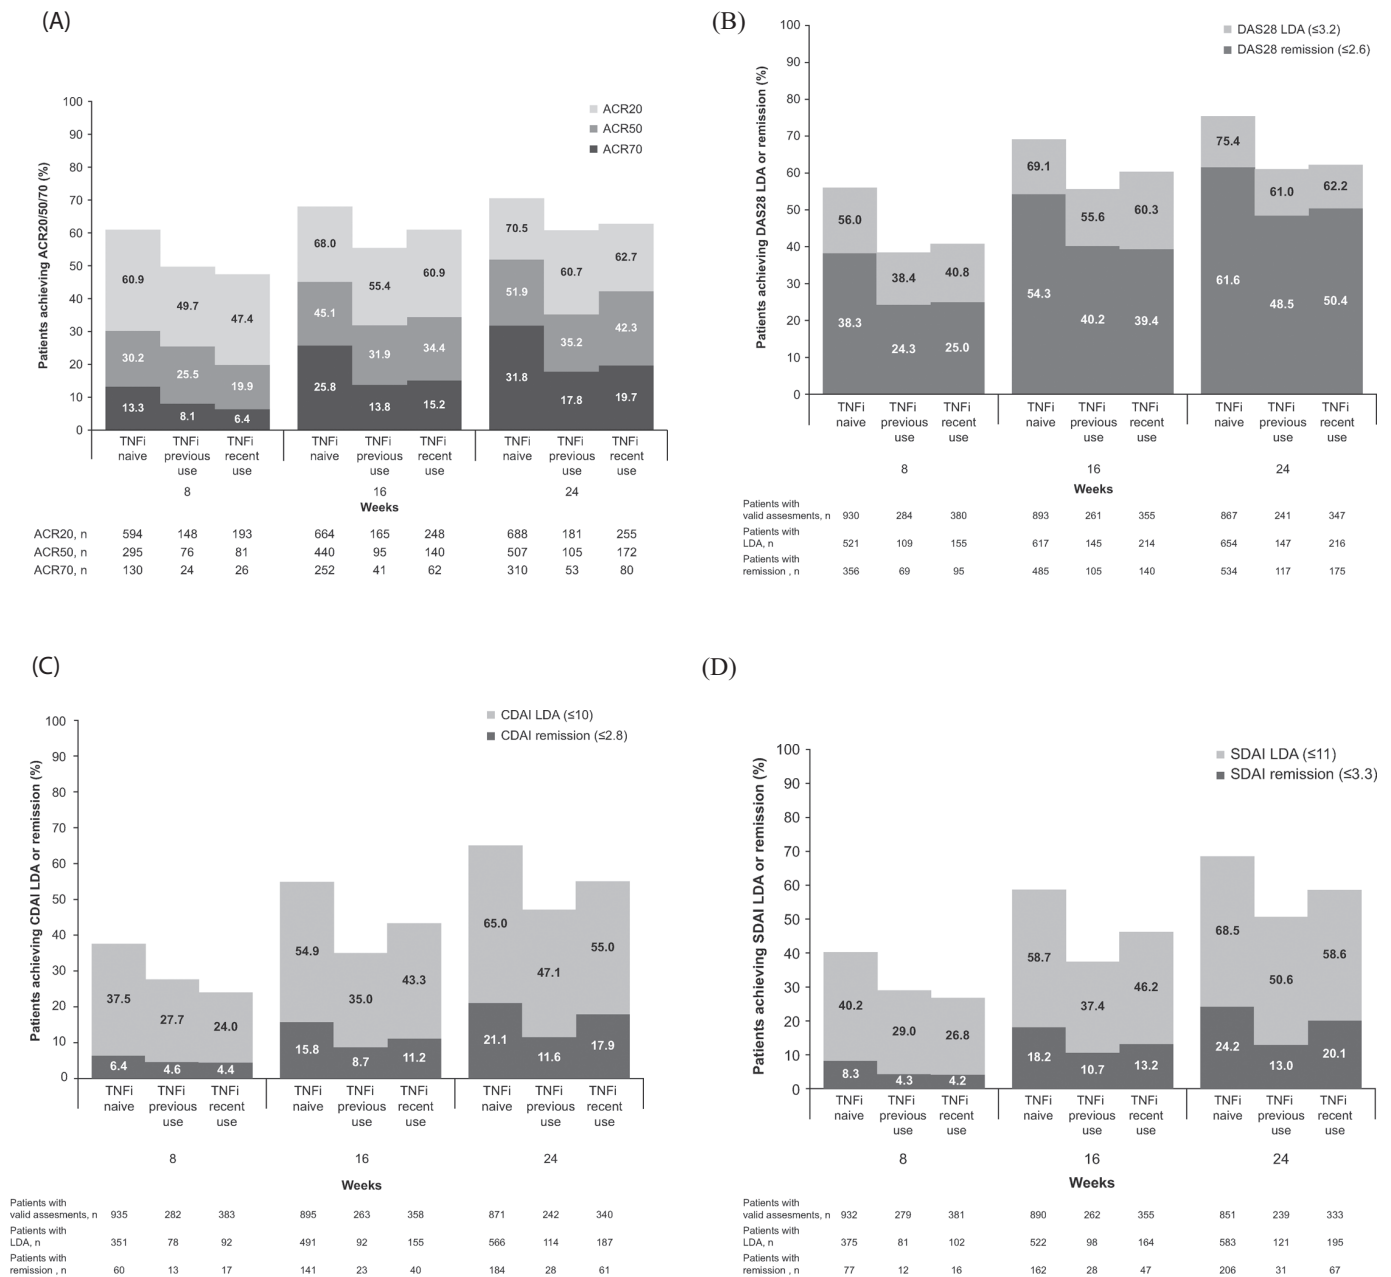 (A)
ACR20
ACR50
ACR70
Patients achieving ACR20/50/70 (%)
100
90
80
70
60
50
40
30
20
10
0
60.9 49.7 47.4 68.0 55.4 60.9 70.5 60.7 62.7
30.2 25.5 19.9 45.1 31.9 34.4 51.9 35.2 42.3
13.3 8.1 6.4 25.8 13.8 15.2 31.8 17.8 19.7
TNFi TNFi TNFi TNFi TNFi TNFi TNFi TNFi TNFi
naive previous recent naive previous recent naive previous recent
use use use use use use
8 16 24
Weeks
ACR20, n 594 148 193 664 165 248 688 181 255
ACR50, n 295 76 81 440 95 140 507 105 172
ACR70, n 130 24 26 252 41 62 310 53 80
(B)
DAS28 LDA (≤3.2)
DAS28 remission (≤2.6)
Patients achieving DAS28 LDA or remission (%)
100
90
80
70
60
50
40
30
20
10
0
56.0 38.4 40.8 69.1 55.6 60.3 75.4 61.0 62.2
38.3 24.3 25.0 54.3 40.2 39.4 61.6 48.5 50.4
TNFi TNFi TNFi TNFi TNFi TNFi TNFi TNFi TNFi
naive previous recent naive previous recent naive previous recent
use use use use use use
8 16 24
Weeks
Patients with
valid assesments, n 930 284 380 893 261 355 867 241 347
Patients with
LDA, n 521 109 155 617 145 214 654 147 216
Patients with
remission , n 356 69 95 485 105 140 534 117 175
(C)
CDAI LDA (≤10)
CDAI remission (≤2.8)
Patients achieving CDAI LDA or remission (%)
100
90
80
70
60
50
40
30
20
10
0
37.5 27.7 24.0 54.9 35.0 43.3 65.0 47.1 55.0
6.4 4.6 4.4 15.8 8.7 11.2 21.1 11.6 17.9
TNFi TNFi TNFi TNFi TNFi TNFi TNFi TNFi TNFi
naive previous recent naive previous recent naive previous recent
use use use use use use
8 16 24
Weeks
Patients with
valid assesments, n 935 282 383 895 263 358 871 242 340
Patients with
LDA, n 351 78 92 491 92 155 566 114 187
Patients with
remission , n 60 13 17 141 23 40 184 28 61
(D)
SDAI LDA (≤11)
SDAI remission (≤3.3)
Patients achieving SDAI LDA or remission (%)
100
90
80
70
60
50
40
30
20
10
0
40.2 29.0 26.8 58.7 37.4 46.2 68.5 50.6 58.6
8.3 4.3 4.2 18.2 10.7 13.2 24.2 13.0 20.1
TNFi TNFi TNFi TNFi TNFi TNFi TNFi TNFi TNFi
naive previous recent naive previous recent naive previous recent
use use use use use use
8 16 24
Weeks
Patients with
valid assesments, n 932 279 381 890 262 355 851 239 333
Patients with
LDA, n 375 81 102 522 98 164 583 121 195
Patients with
remission , n 77 12 16 162 28 47 206 31 67